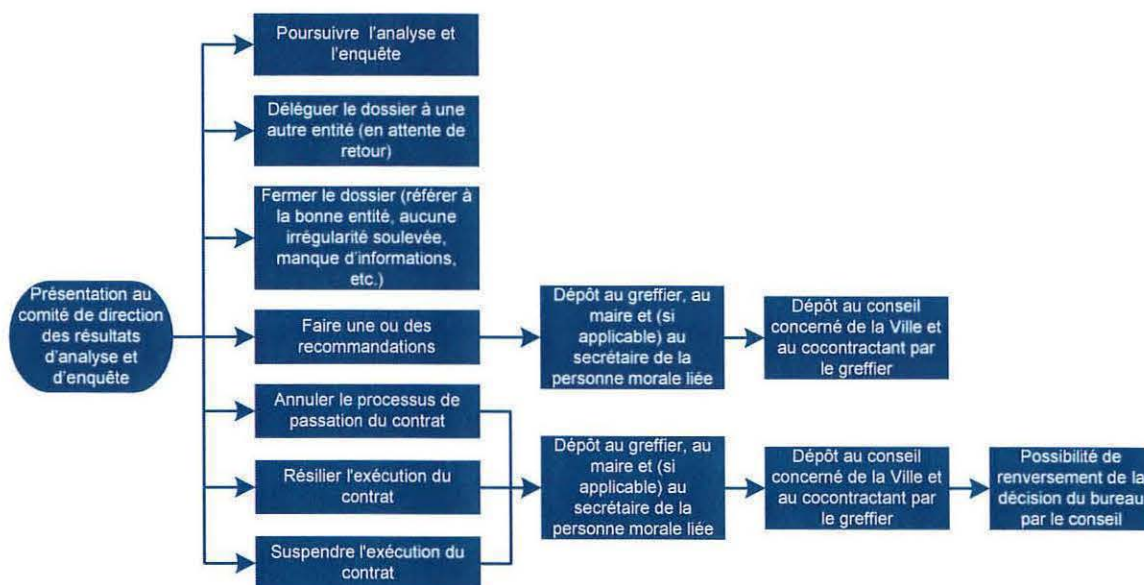 Poursuivre l'analyse et
l'enquête
Déléguer le dossier à une
autre entité (en attente de
retour)
Fermer le dossier (référer à
la bonne entité, aucune
irrégularité soulevée,
manque d'informations,
etc.)
Présentation au
comité de direction
des résultats
d'analyse et
d'enquête
Faire une ou des
recommandations
Dépôt au greffier, au
maire et (si
applicable) au
secrétaire de la
personne morale liée
Dépôt au conseil
concerné de la Ville et
au cocontractant par
le greffier
Annuler le processus de
passation du contrat
Résilier l'exécution du
contrat
Suspendre l'exécution du
contrat
Dépôt au greffier, au
maire et (si
applicable) au
secrétaire de la
personne morale liée
Dépôt au conseil
concerné de la Ville et
au cocontractant par
le greffier
Possibilité de
renversement de la
décision du bureau
par le conseil